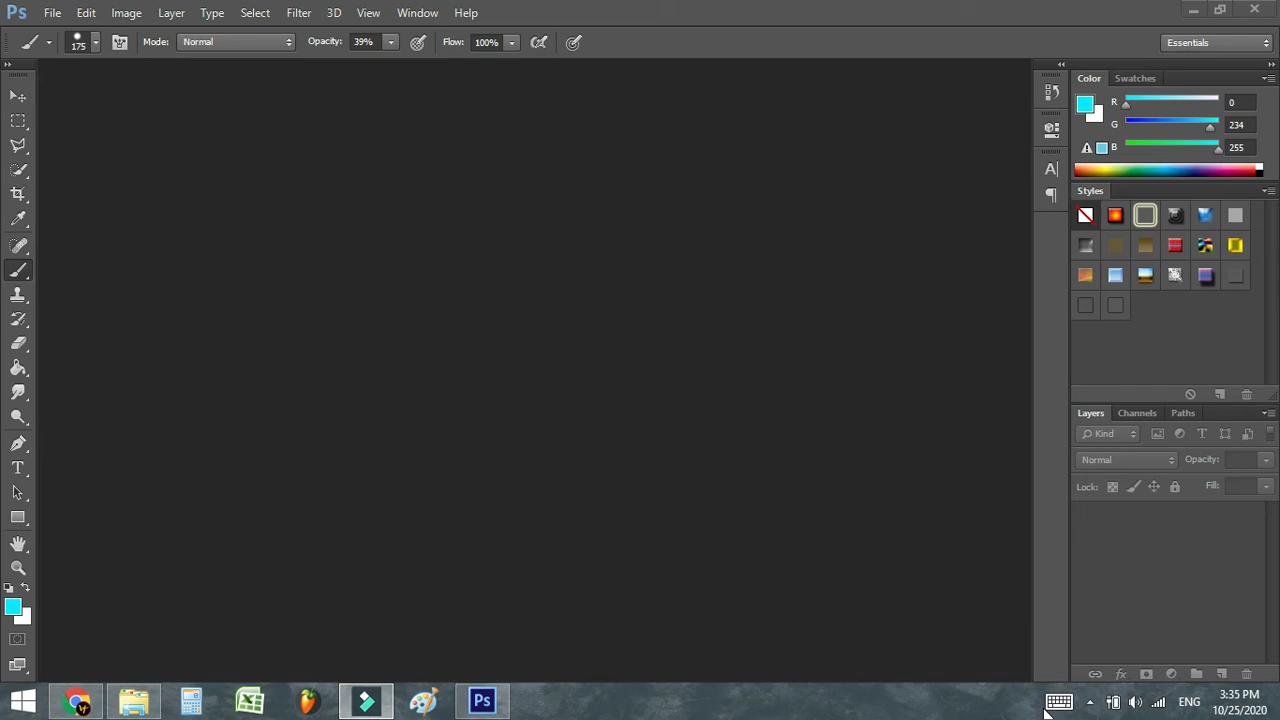 Ps File Edit Image Layer Type Select Filter 3D View Window Help
175 Mode: Normal Opacity: 39% Flow: 100% Essentials
Color Swatches
R 0
G 234
B 255
Styles
Layers Channels Paths
Kind
Normal Opacity:
Lock: Fill:
Ps ENG 3:35 PM
10/25/2020